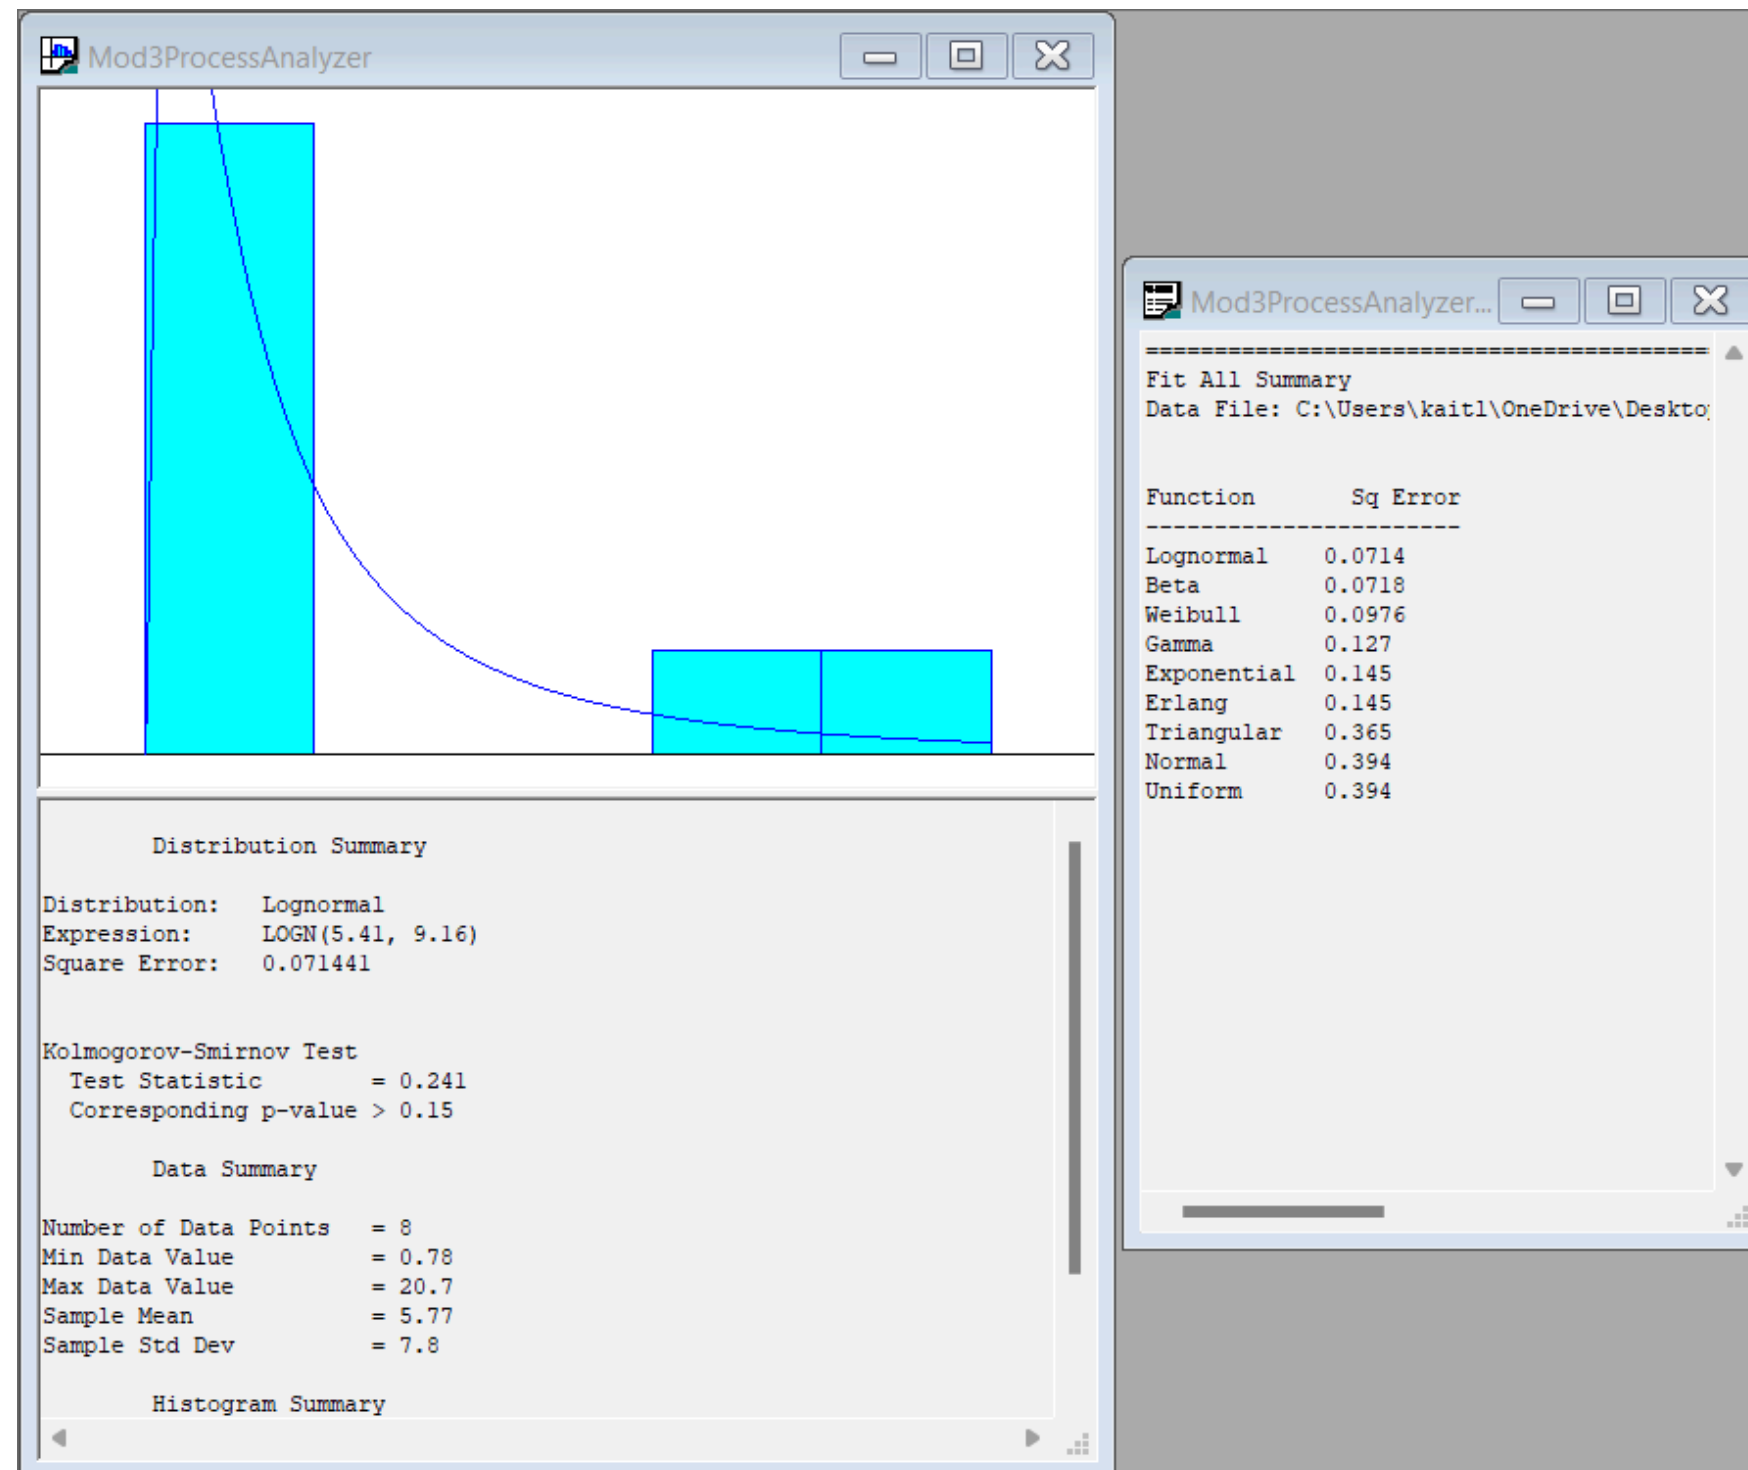 Mod3ProcessAnalyzer
Distribution Summary
Distribution: Lognormal
Expression: LOGN(5.41, 9.16)
Square Error: 0.071441
Kolmogorov-Smirnov Test
Test Statistic = 0.241
Corresponding p-value > 0.15
Data Summary
Number of Data Points = 8
Min Data Value = 0.78
Max Data Value = 20.7
Sample Mean = 5.77
Sample Std Dev = 7.8
Histogram Summary
Mod3ProcessAnalyzer...
=========================================
Fit All Summary
Data File: C:\Users\kaitl\OneDrive\Deskto
Function Sq Error
-----------------------
Lognormal 0.0714
Beta 0.0718
Weibull 0.0976
Gamma 0.127
Exponential 0.145
Erlang 0.145
Triangular 0.365
Normal 0.394
Uniform 0.394